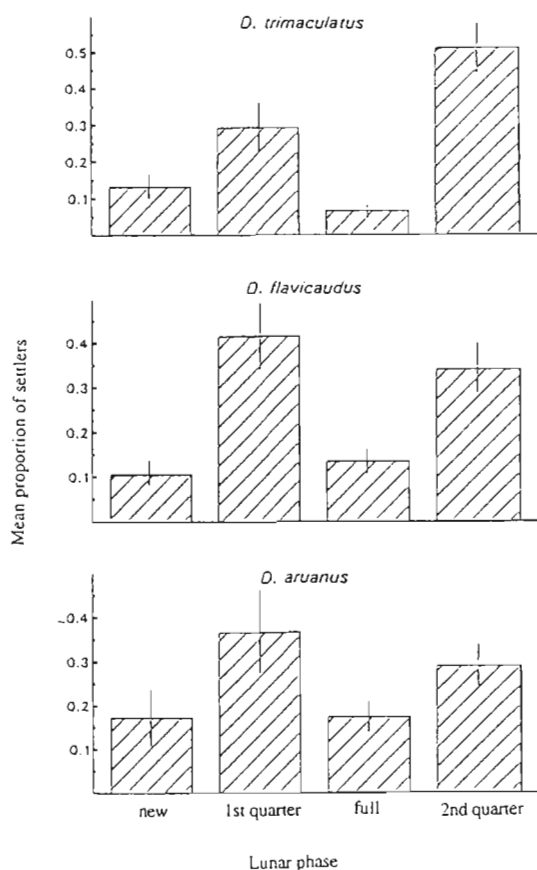 D. trimaculatus
0.5
0.4
0.3
0.2
0.1
D. flavicaudus
0.4
0.3
0.2
0.1
Mean proportion of settlers
D. aruanus
0.4
0.3
0.2
0.1
new 1st quarter full 2nd quarter
Lunar phase